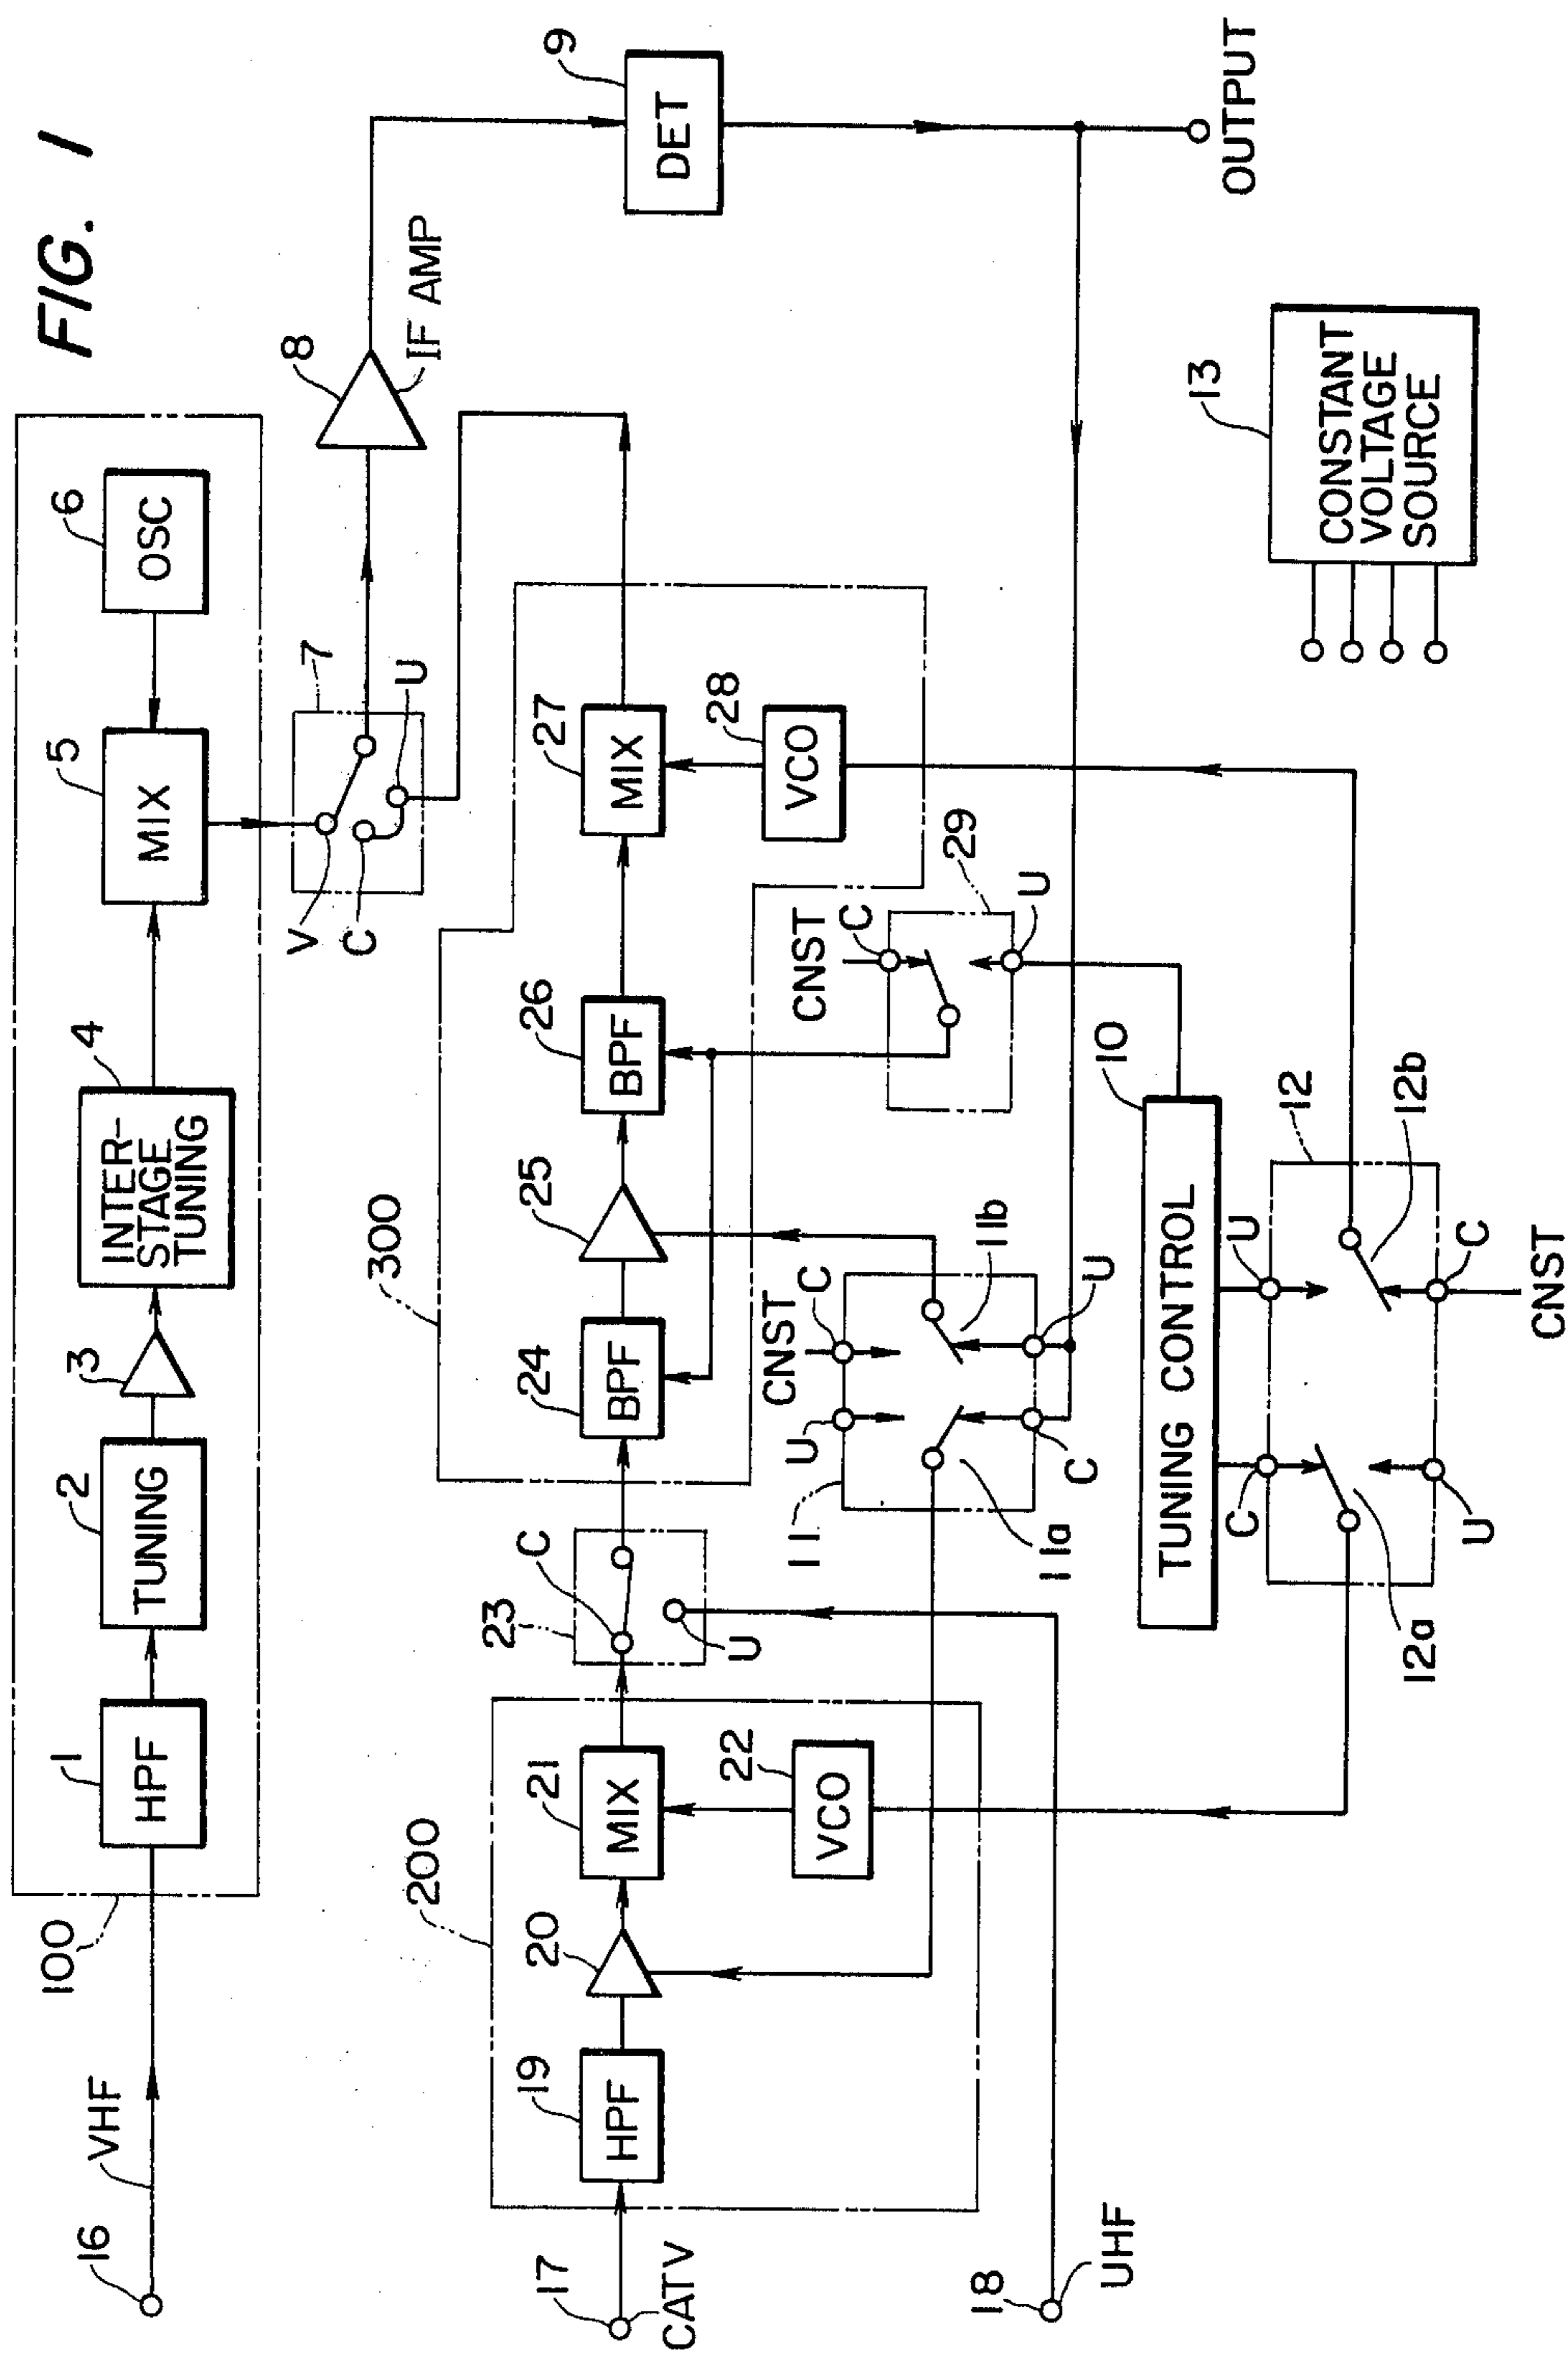 FIG. 1
16
VHF
100
1
HPF
2
TUNING
3
4
INTER-
STAGE
TUNING
5
MIX
6
OSC
V
C
7
U
8
IF AMP
9
DET
17
CATV
200
19
HPF
20
21
MIX
22
VCO
23
C
U
300
24
BPF
25
26
BPF
27
MIX
28
VCO
CNST
C
29
U
CNST
U
C
11
11a
11b
C
U
18
UHF
10
TUNING CONTROL
C
U
12
12a
12b
U
C
CNST
13
CONSTANT
VOLTAGE
SOURCE
OUTPUT